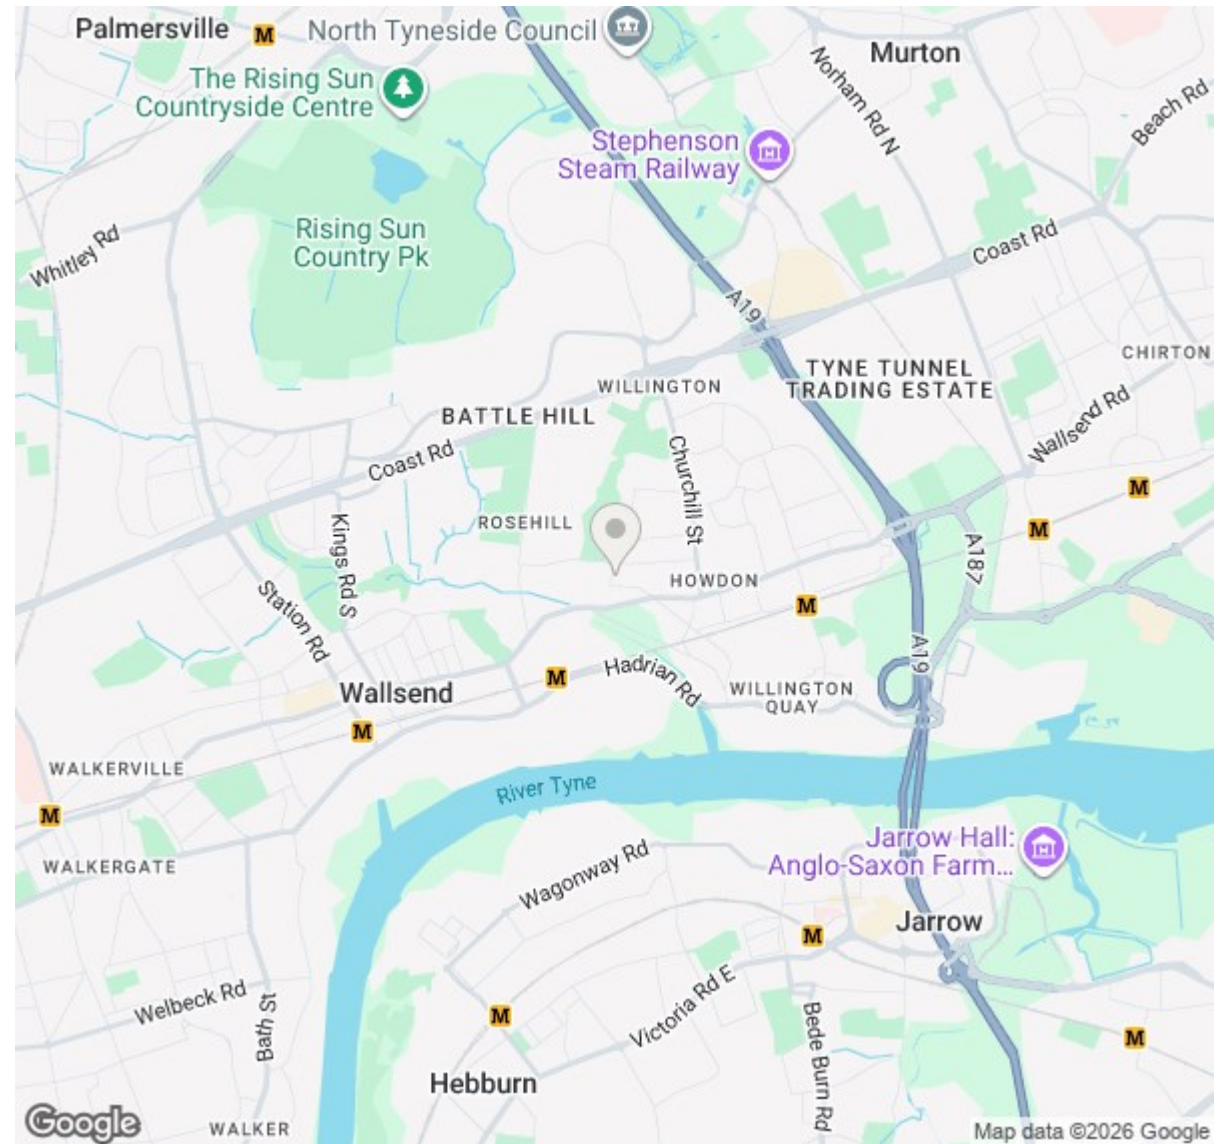 Palmersville
M
North Tyneside Council
Murton
The Rising Sun
Countryside Centre
Norham Rd N
Beach Rd
Stephenson
Steam Railway
Rising Sun
Country Pk
Whitley Rd
Coast Rd
A19
CHIRTON
TYNE TUNNEL
TRADING ESTATE
WILLINGTON
BATTLE HILL
Wallsend Rd
Coast Rd
Churchill St
M
ROSEHILL
Kings Rd S
M
A187
HOWDON
M
Station Rd
A19
Hadrian Rd
M
Wallsend
WILLINGTON
QUAY
M
WALKERVILLE
River Tyne
M
Jarrow Hall:
Anglo-Saxon Farm...
WALKERGATE
Wagonway Rd
Jarrow
M
Welbeck Rd
Bath St
Victoria Rd E
M
Bede Burn Rd
M
Hebburn
Google
WALKER
Map data ©2026 Google